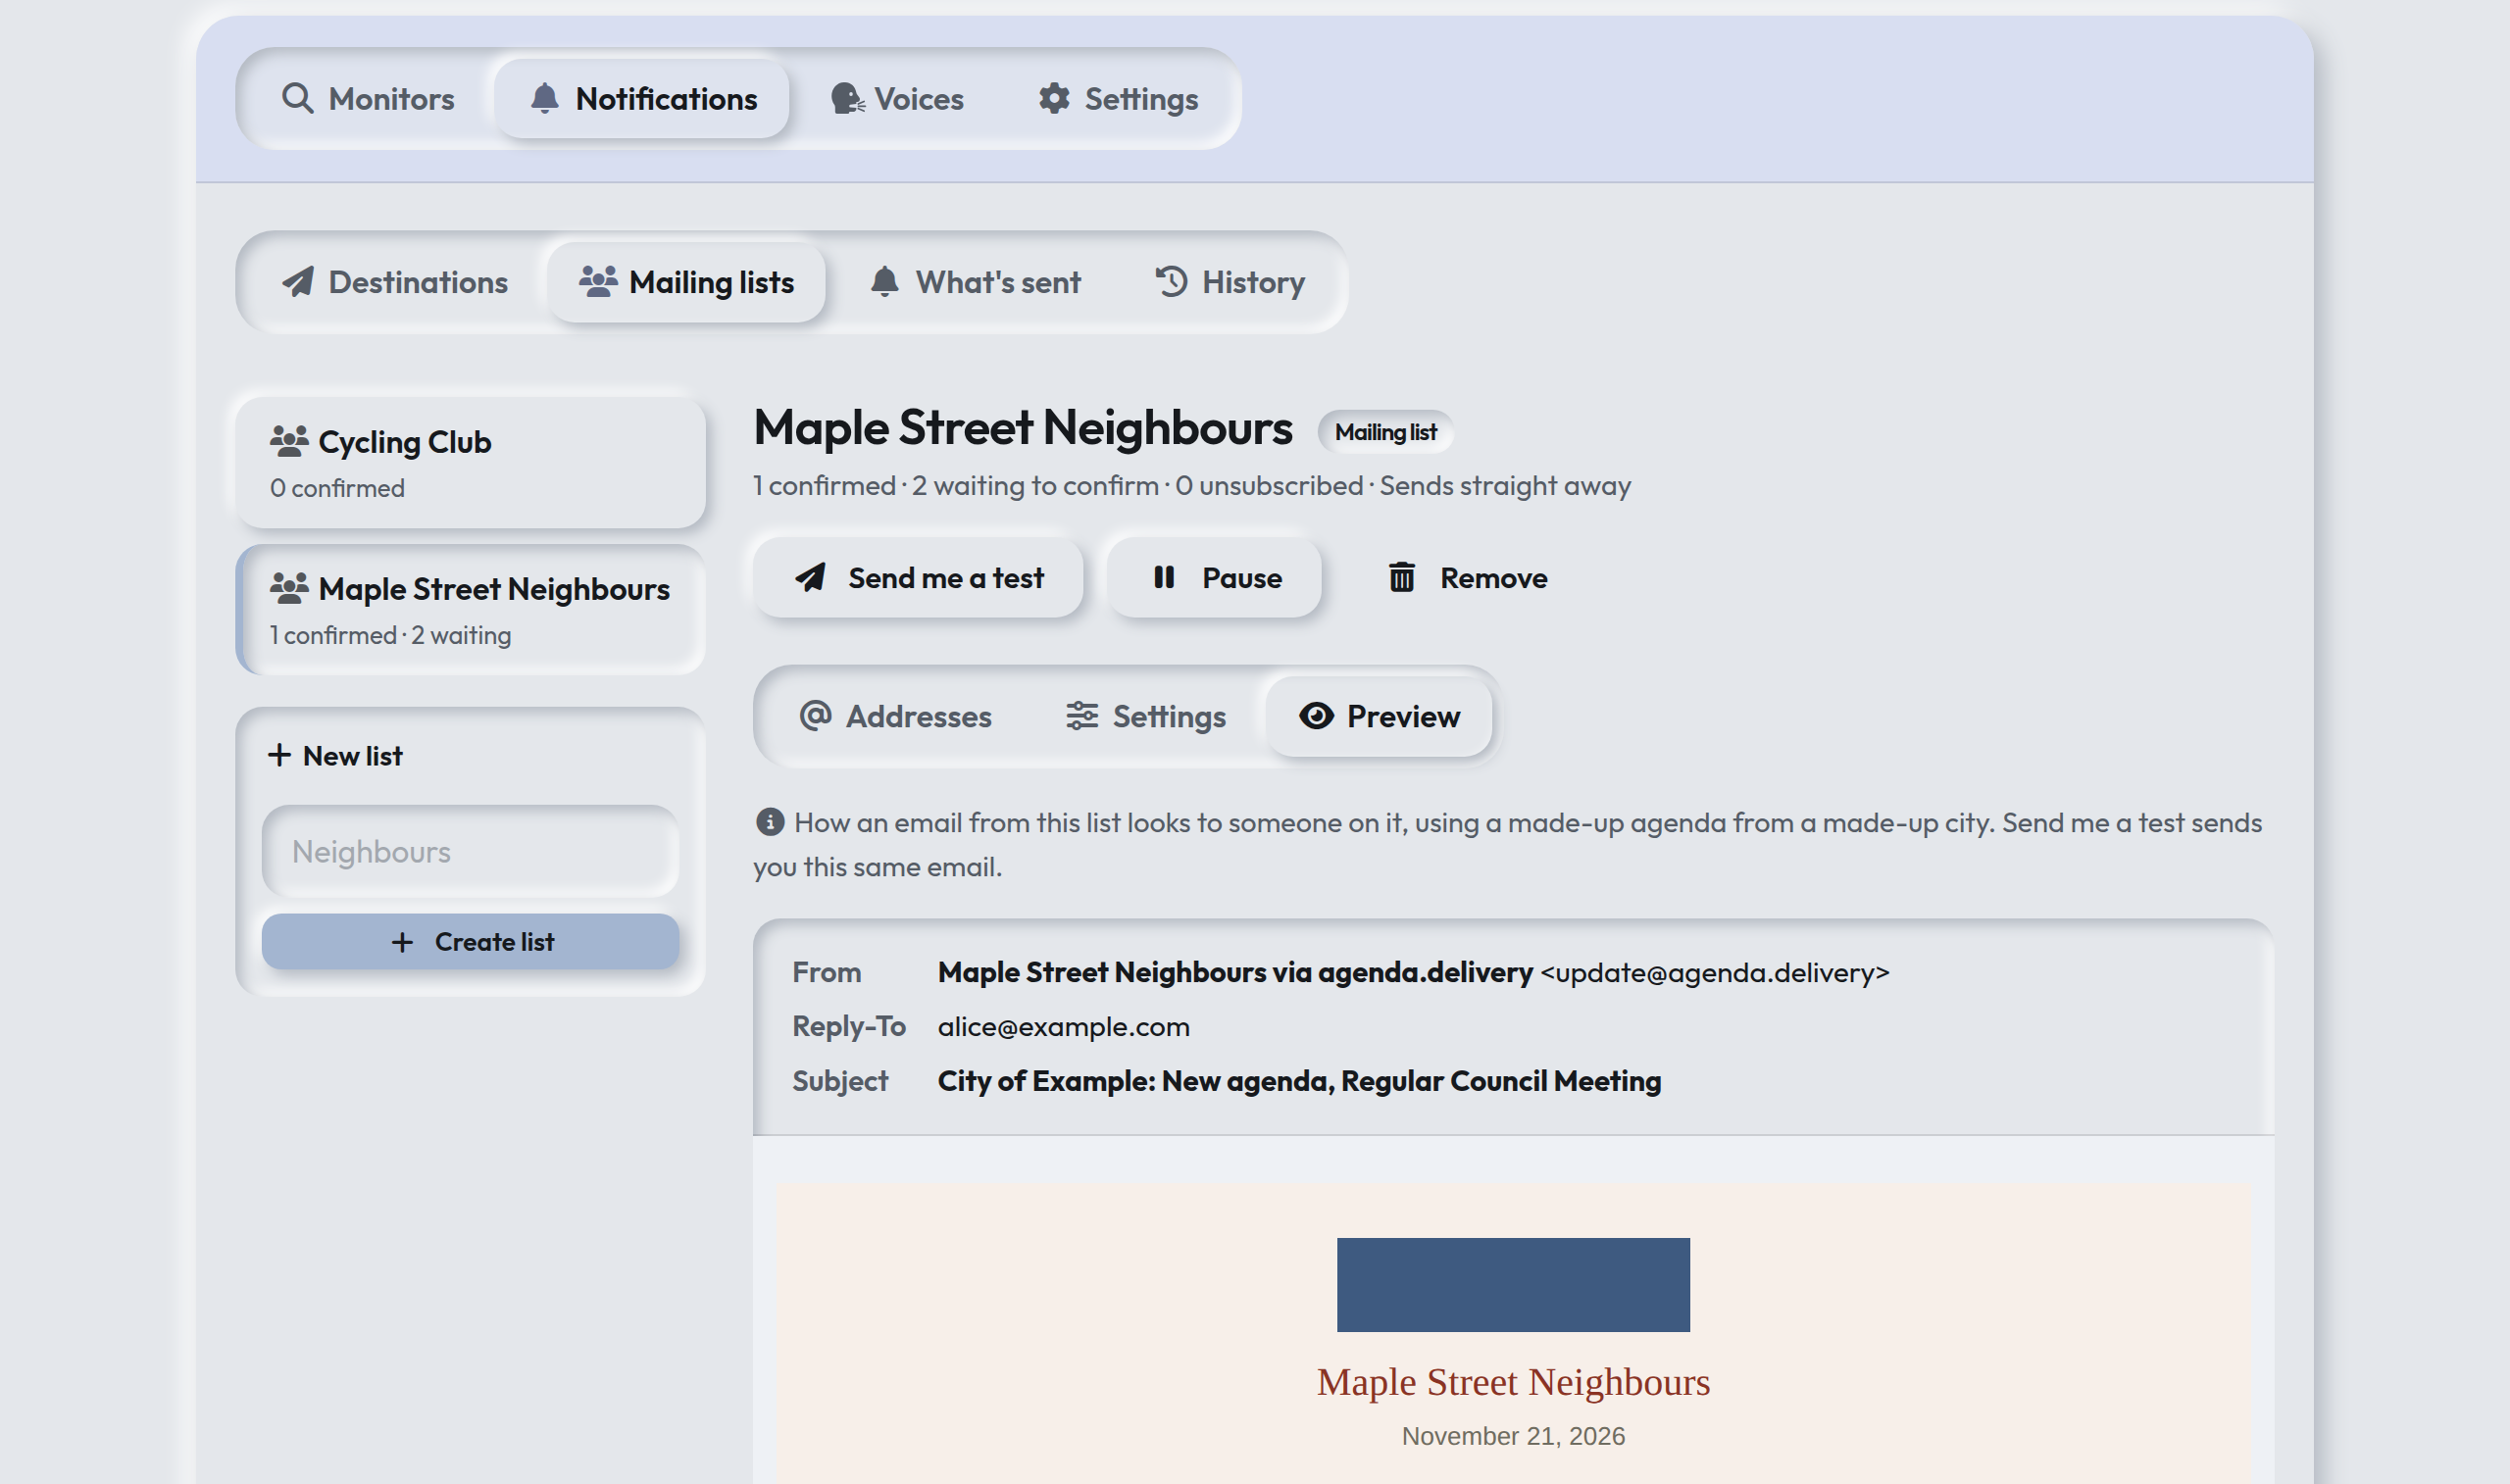 Monitors Notifications Voices Settings
Destinations Mailing lists What's sent History
Cycling Club
0 confirmed
Maple Street Neighbours
1 confirmed · 2 waiting
New list
Neighbours
Create list
Maple Street Neighbours Mailing list
1 confirmed · 2 waiting to confirm · 0 unsubscribed · Sends straight away
Send me a test Pause Remove
Addresses Settings Preview
How an email from this list looks to someone on it, using a made-up agenda from a made-up city. Send me a test sends
you this same email.
From Maple Street Neighbours via agenda.delivery <update@agenda.delivery>
Reply-To alice@example.com
Subject City of Example: New agenda, Regular Council Meeting
Maple Street Neighbours
November 21, 2026